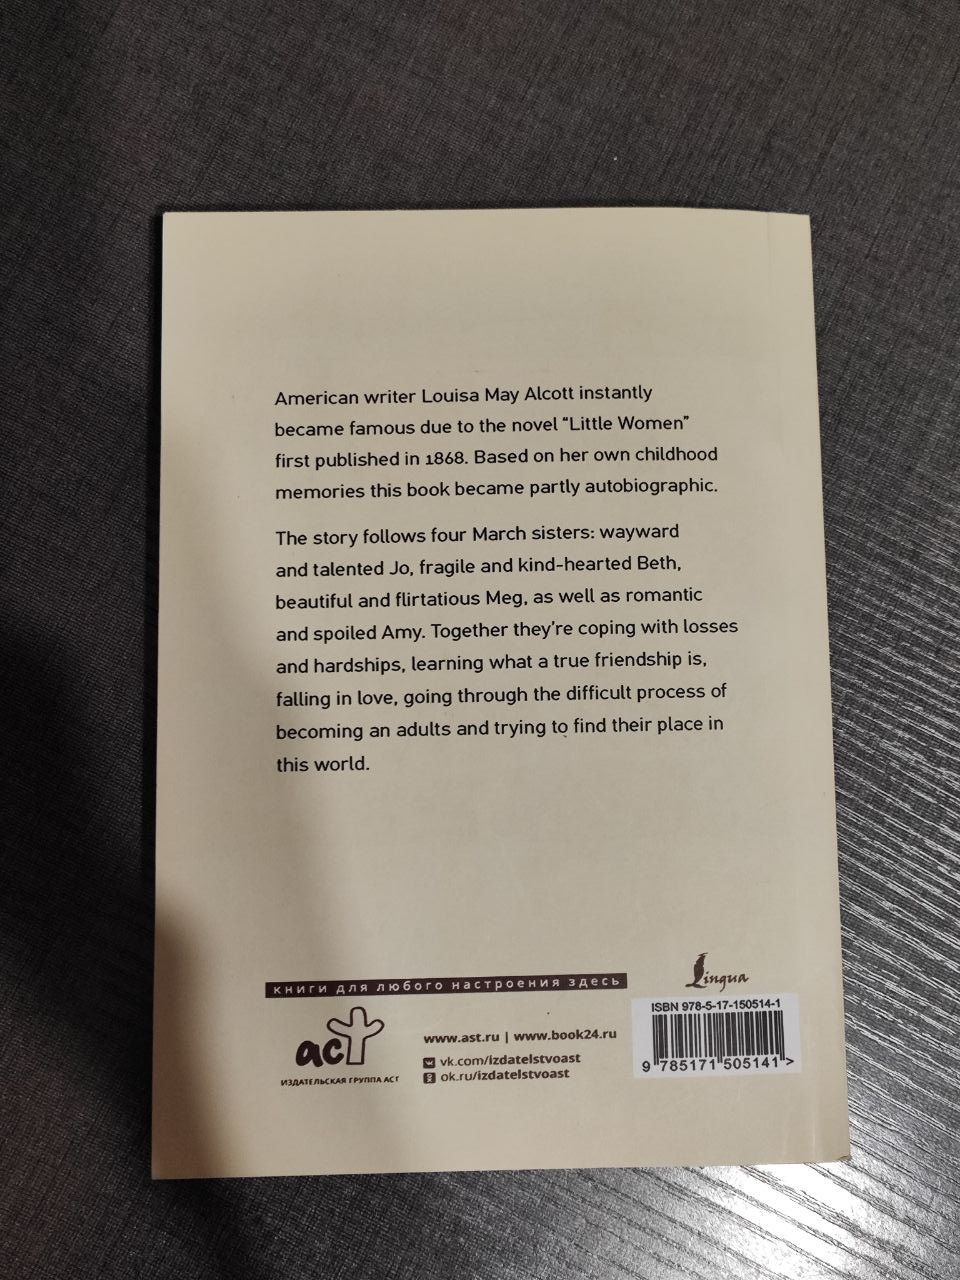 American writer Louisa May Alcott instantly
became famous due to the novel “Little Women”
first published in 1868. Based on her own childhood
memories this book became partly autobiographic.
The story follows four March sisters: wayward
and talented Jo, fragile and kind-hearted Beth,
beautiful and flirtatious Meg, as well as romantic
and spoiled Amy. Together they're coping with losses
and hardships, learning what a true friendship is,
falling in love, going through the difficult process of
becoming an adults and trying to find their place in
this world.
Lingua
книги для любого настроения здесь
ISBN 978-5-17-150514-1
аст
www.ast.ru | www.book24.ru
vk.com/izdatelstvoast
ok.ru/izdatelstvoast
ИЗДАТЕЛЬСКАЯ ГРУППА АСТ
9 785171 505141 >